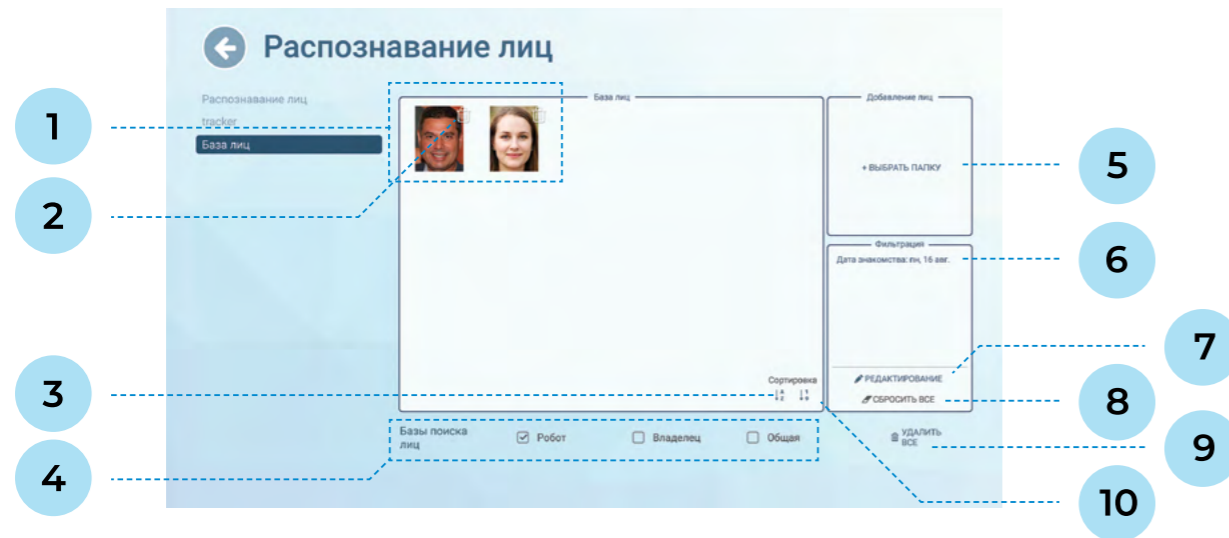 Распознавание лиц
Распознавание лиц
tracker
База лиц
База лиц
Добавление лиц
+ ВЫБРАТЬ ПАПКУ
Фильтрация
Дата знакомства: пн, 16 авг.
РЕДАКТИРОВАНИЕ
СБРОСИТЬ ВСЕ
Сортировка
Базы поиска
лиц
Робот
Владелец
Общая
УДАЛИТЬ
ВСЕ
1
2
3
4
5
6
7
8
9
10